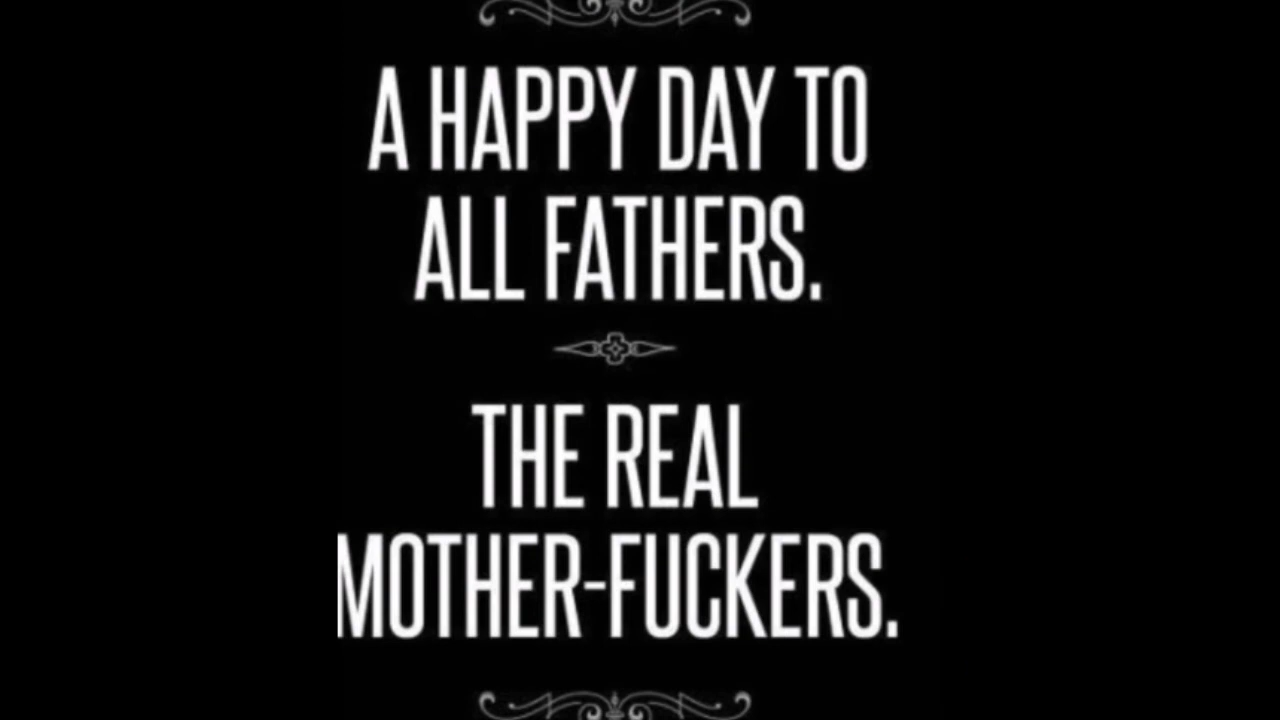 A HAPPY DAY TO
ALL FATHERS.
THE REAL
MOTHER-FUCKERS.